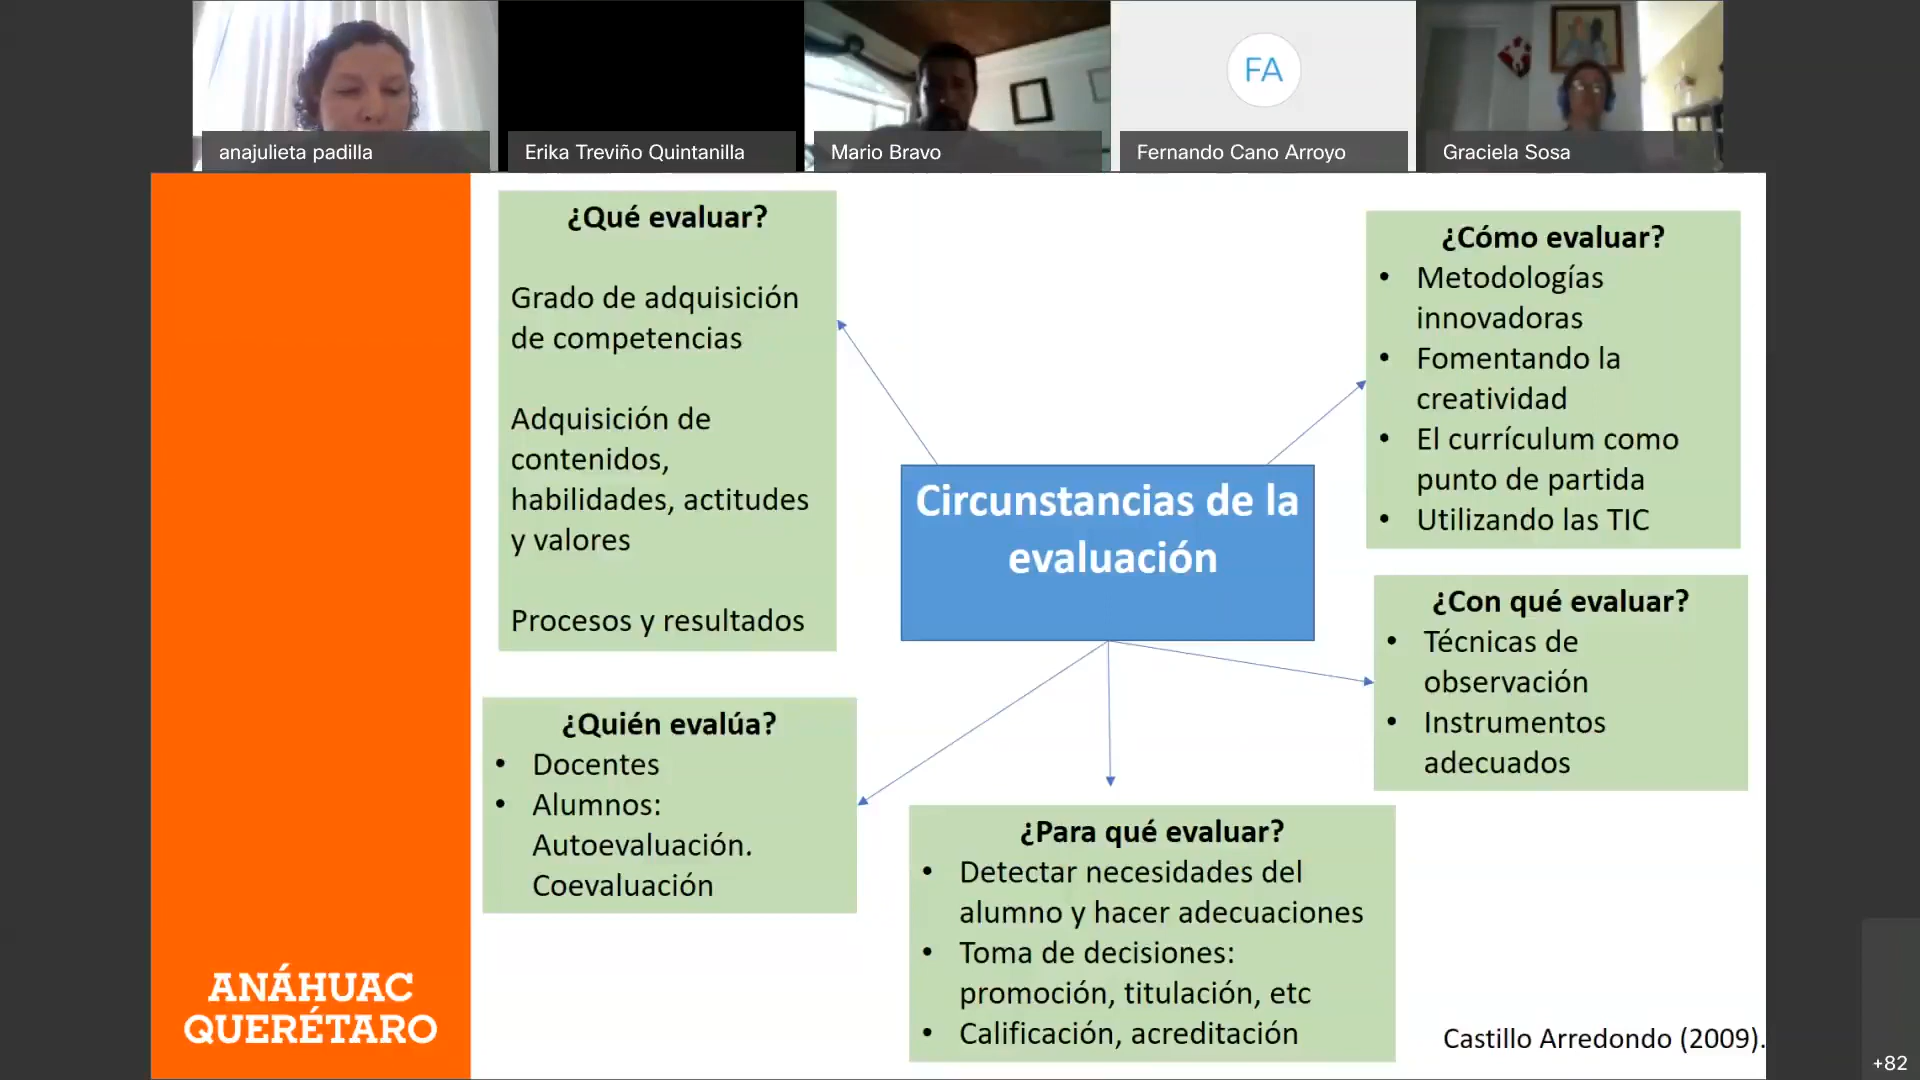 anajulieta padilla
Erika Treviño Quintanilla
Mario Bravo
FA
Fernando Cano Arroyo
Graciela Sosa
¿Qué evaluar?
Grado de adquisición
de competencias
Adquisición de
contenidos,
habilidades, actitudes
y valores
Procesos y resultados
¿Cómo evaluar?
• Metodologías
innovadoras
• Fomentando la
creatividad
• El currículum como
punto de partida
• Utilizando las TIC
Circunstancias de la
evaluación
¿Con qué evaluar?
• Técnicas de
observación
• Instrumentos
adecuados
¿Quién evalúa?
• Docentes
• Alumnos:
Autoevaluación.
Coevaluación
¿Para qué evaluar?
• Detectar necesidades del
alumno y hacer adecuaciones
• Toma de decisiones:
promoción, titulación, etc
• Calificación, acreditación
ANÁHUAC
QUERÉTARO
Castillo Arredondo (2009).
+82